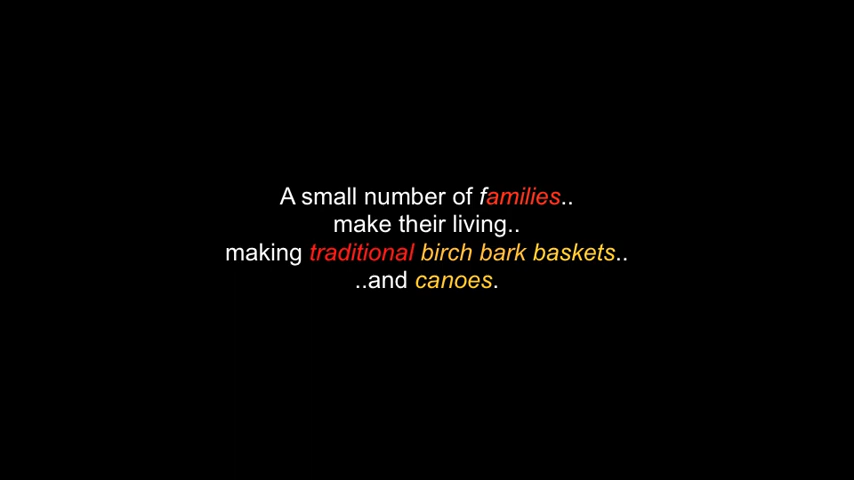 A small number of families..
make their living..
making traditional birch bark baskets..
..and canoes.